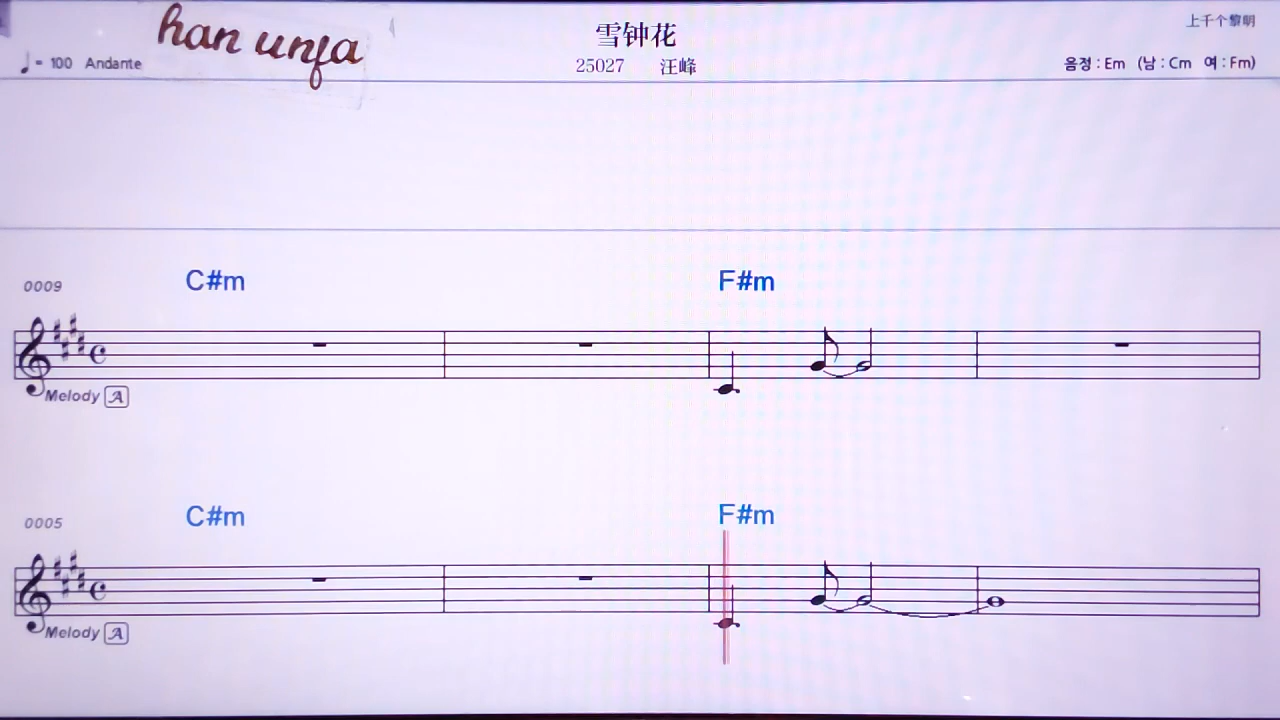 han unfa
雪钟花
上千个黎明
♩= 100 Andante
25027 汪峰
음정 : Em (남 : Cm 여 : Fm)
0009
C#m F#m
Melody A
0005
C#m F#m
Melody A